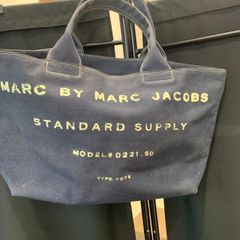 MARC BY MARC JACOBS
STANDARD SUPPLY
MODEL#0221.50
TYPE:TOTE